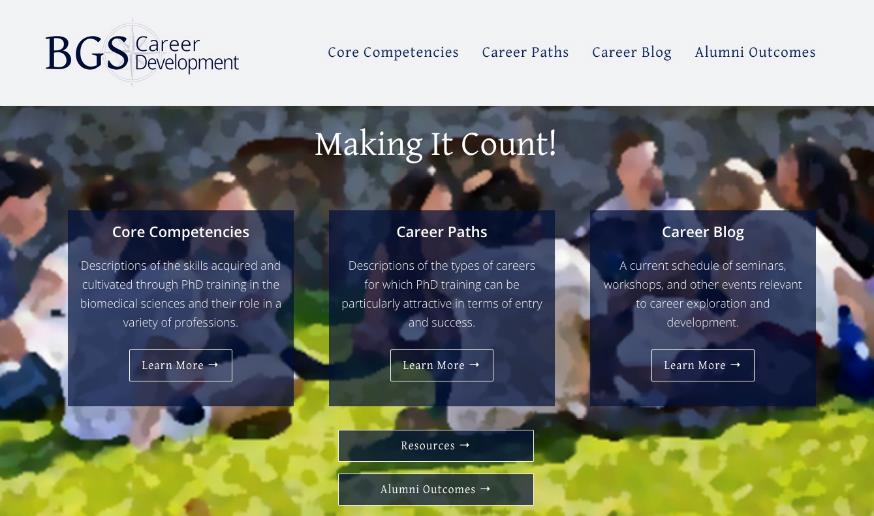 BGS Career Development
Core Competencies Career Paths Career Blog Alumni Outcomes
Making It Count!
Core Competencies
Descriptions of the skills acquired and
cultivated through PhD training in the
biomedical sciences and their role in a
variety of professions.
Learn More →
Career Paths
Descriptions of the types of careers
for which PhD training can be
particularly attractive in terms of entry
and success.
Learn More →
Career Blog
A current schedule of seminars,
workshops, and other events relevant
to career exploration and
development.
Learn More →
Resources →
Alumni Outcomes →